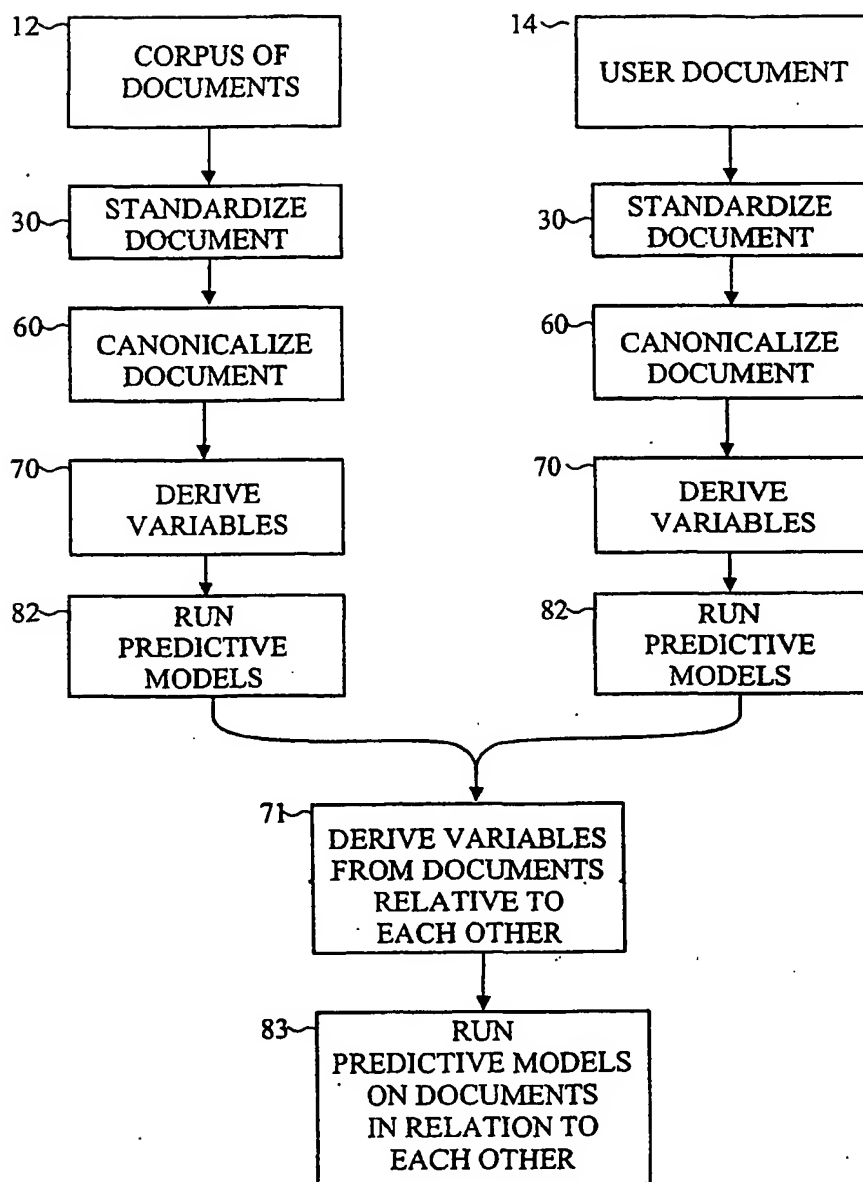 12
CORPUS OF
DOCUMENTS
30
STANDARDIZE
DOCUMENT
60
CANONICALIZE
DOCUMENT
70
DERIVE
VARIABLES
82
RUN
PREDICTIVE
MODELS
14
USER DOCUMENT
30
STANDARDIZE
DOCUMENT
60
CANONICALIZE
DOCUMENT
70
DERIVE
VARIABLES
82
RUN
PREDICTIVE
MODELS
71
DERIVE VARIABLES
FROM DOCUMENTS
RELATIVE TO
EACH OTHER
83
RUN
PREDICTIVE MODELS
ON DOCUMENTS
IN RELATION TO
EACH OTHER